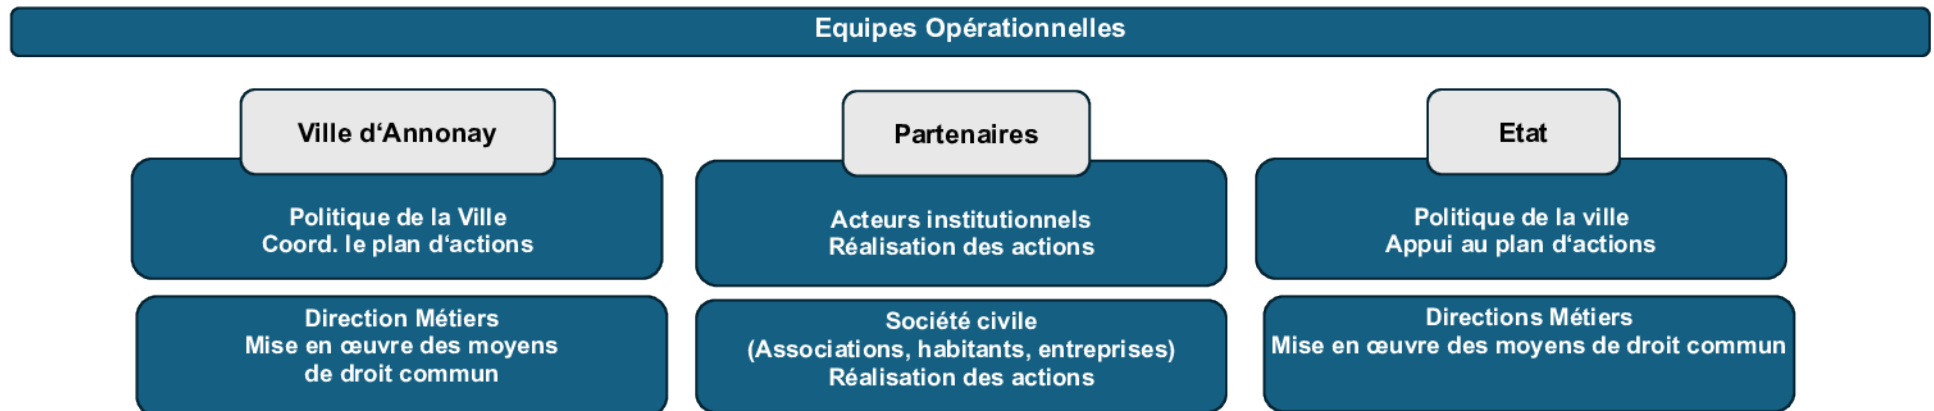 Equipes Opérationnelles
Ville d‘Annonay
Politique de la Ville
Coord. le plan d‘actions
Direction Métiers
Mise en œuvre des moyens
de droit commun
Partenaires
Acteurs institutionnels
Réalisation des actions
Société civile
(Associations, habitants, entreprises)
Réalisation des actions
Etat
Politique de la ville
Appui au plan d‘actions
Directions Métiers
Mise en œuvre des moyens de droit commun